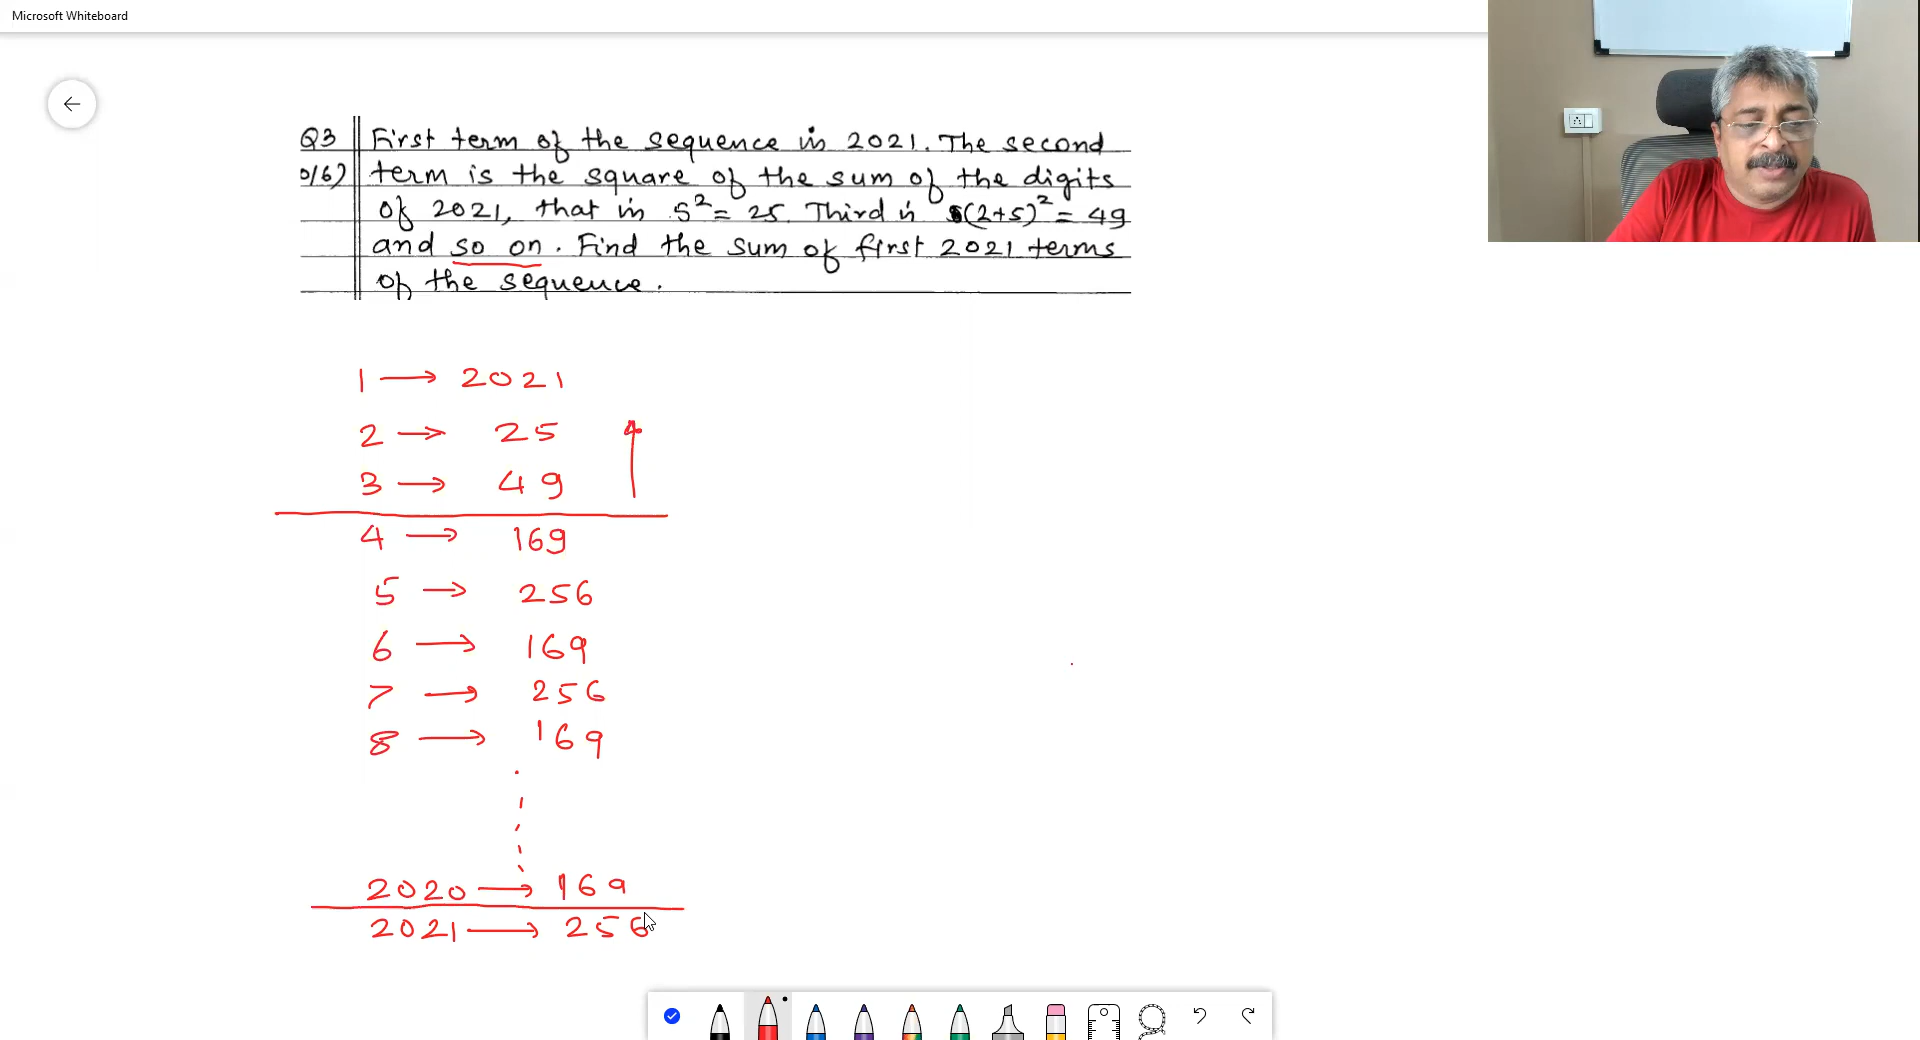 Microsoft Whiteboard
Q3 First term of the sequence is 2021. The second
0/6) term is the square of the sum of the digits
of 2021, that is 5² = 25. Third is (2+5)² = 49
and so on. Find the sum of first 2021 terms
of the sequence.
1 → 2021
2 → 25
3 → 49
4 → 169
5 → 256
6 → 169
7 → 256
8 → 169
2020 → 169
2021 → 256